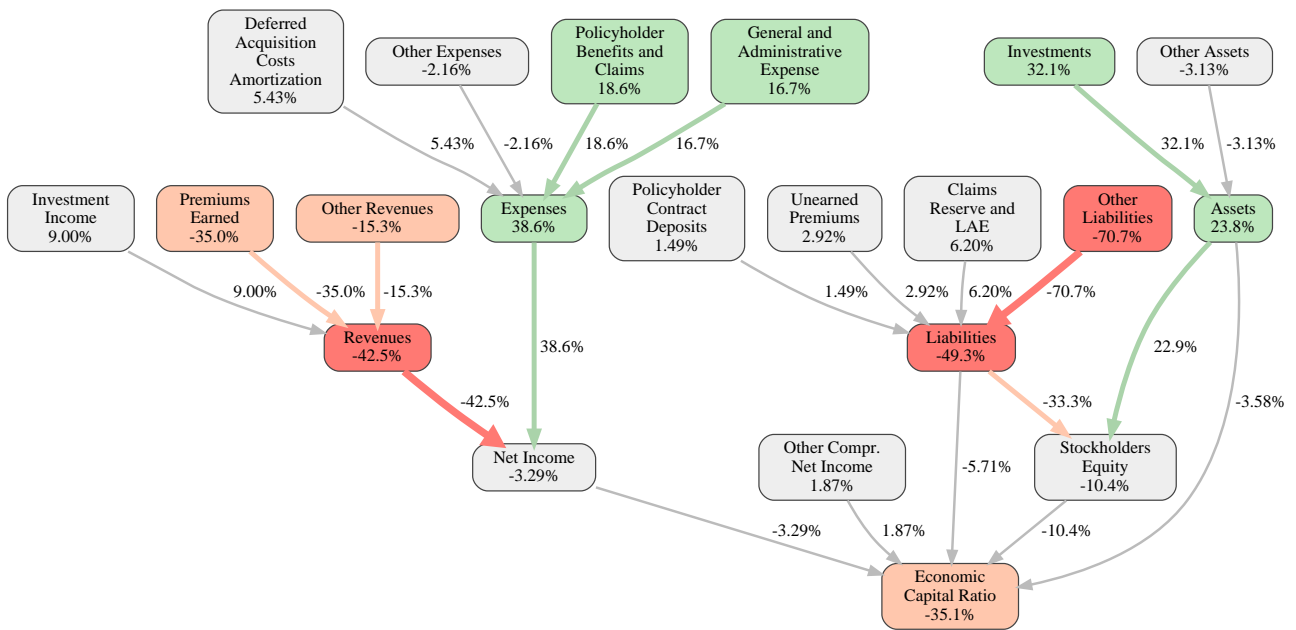 Deferred
Acquisition
Costs
Amortization
5.43%
Other Expenses
-2.16%
Policyholder
Benefits and
Claims
18.6%
General and
Administrative
Expense
16.7%
Investments
32.1%
Other Assets
-3.13%
5.43%
-2.16%
18.6%
16.7%
32.1%
-3.13%
Investment
Income
9.00%
Premiums
Earned
-35.0%
Other Revenues
-15.3%
Expenses
38.6%
Policyholder
Contract
Deposits
1.49%
Unearned
Premiums
2.92%
Claims
Reserve and
LAE
6.20%
Other
Liabilities
-70.7%
Assets
23.8%
9.00%
-35.0%
-15.3%
1.49%
2.92%
6.20%
-70.7%
Revenues
-42.5%
38.6%
Liabilities
-49.3%
22.9%
-42.5%
-33.3%
-3.58%
Net Income
-3.29%
Other Compr.
Net Income
1.87%
-5.71%
Stockholders
Equity
-10.4%
-3.29%
1.87%
-10.4%
Economic
Capital Ratio
-35.1%